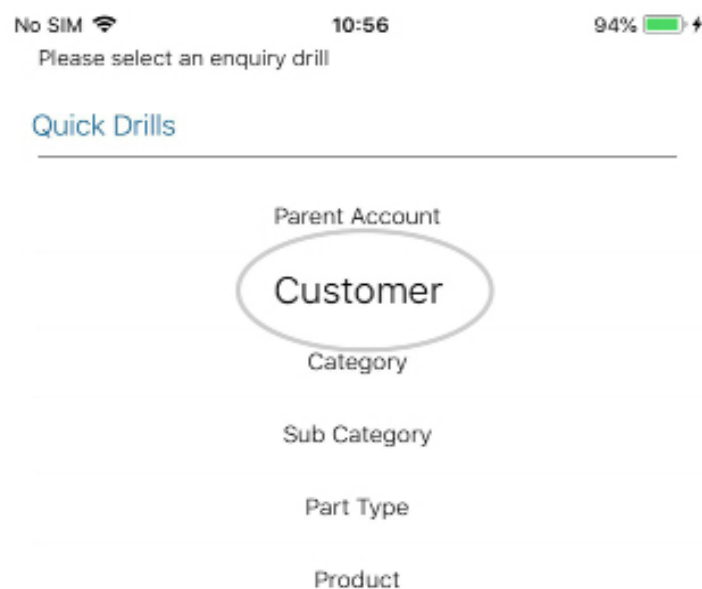 No SIM 10:56 94%
Please select an enquiry drill
Quick Drills
Parent Account
Customer
Category
Sub Category
Part Type
Product